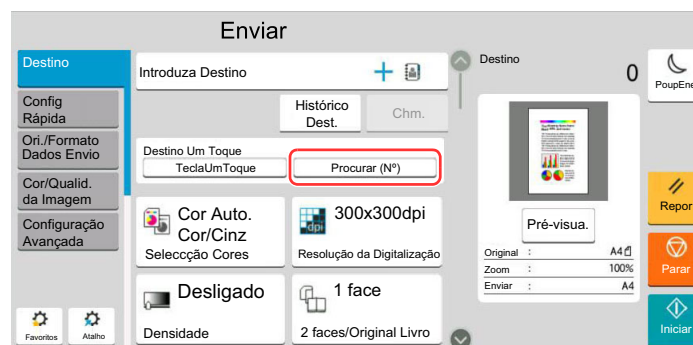 Enviar
Destino
Config
Rápida
Ori./Formato
Dados Envio
Cor/Qualid.
da Imagem
Configuração
Avançada
Favoritos
Atalho
Introduza Destino
Histórico
Dest.
Chm.
Destino Um Toque
TeclaUmToque
Procurar (Nº)
Cor Auto.
Cor/Cinz
Seleccção Cores
300x300dpi
Resolução da Digitalização
Desligado
Densidade
1 face
2 faces/Original Livro
Destino
0
Pré-visua.
Original : A4
Zoom : 100%
Enviar : A4
PoupEne
Repor
Parar
Iniciar